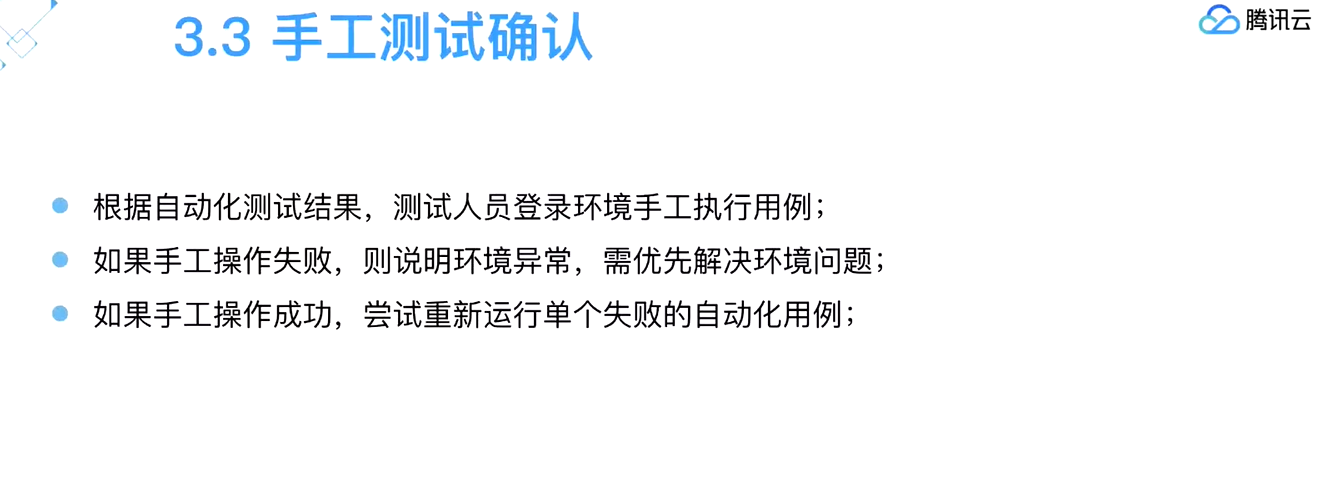 3.3 手工测试确认
腾讯云
根据自动化测试结果，测试人员登录环境手工执行用例；
如果手工操作失败，则说明环境异常，需优先解决环境问题；
如果手工操作成功，尝试重新运行单个失败的自动化用例；